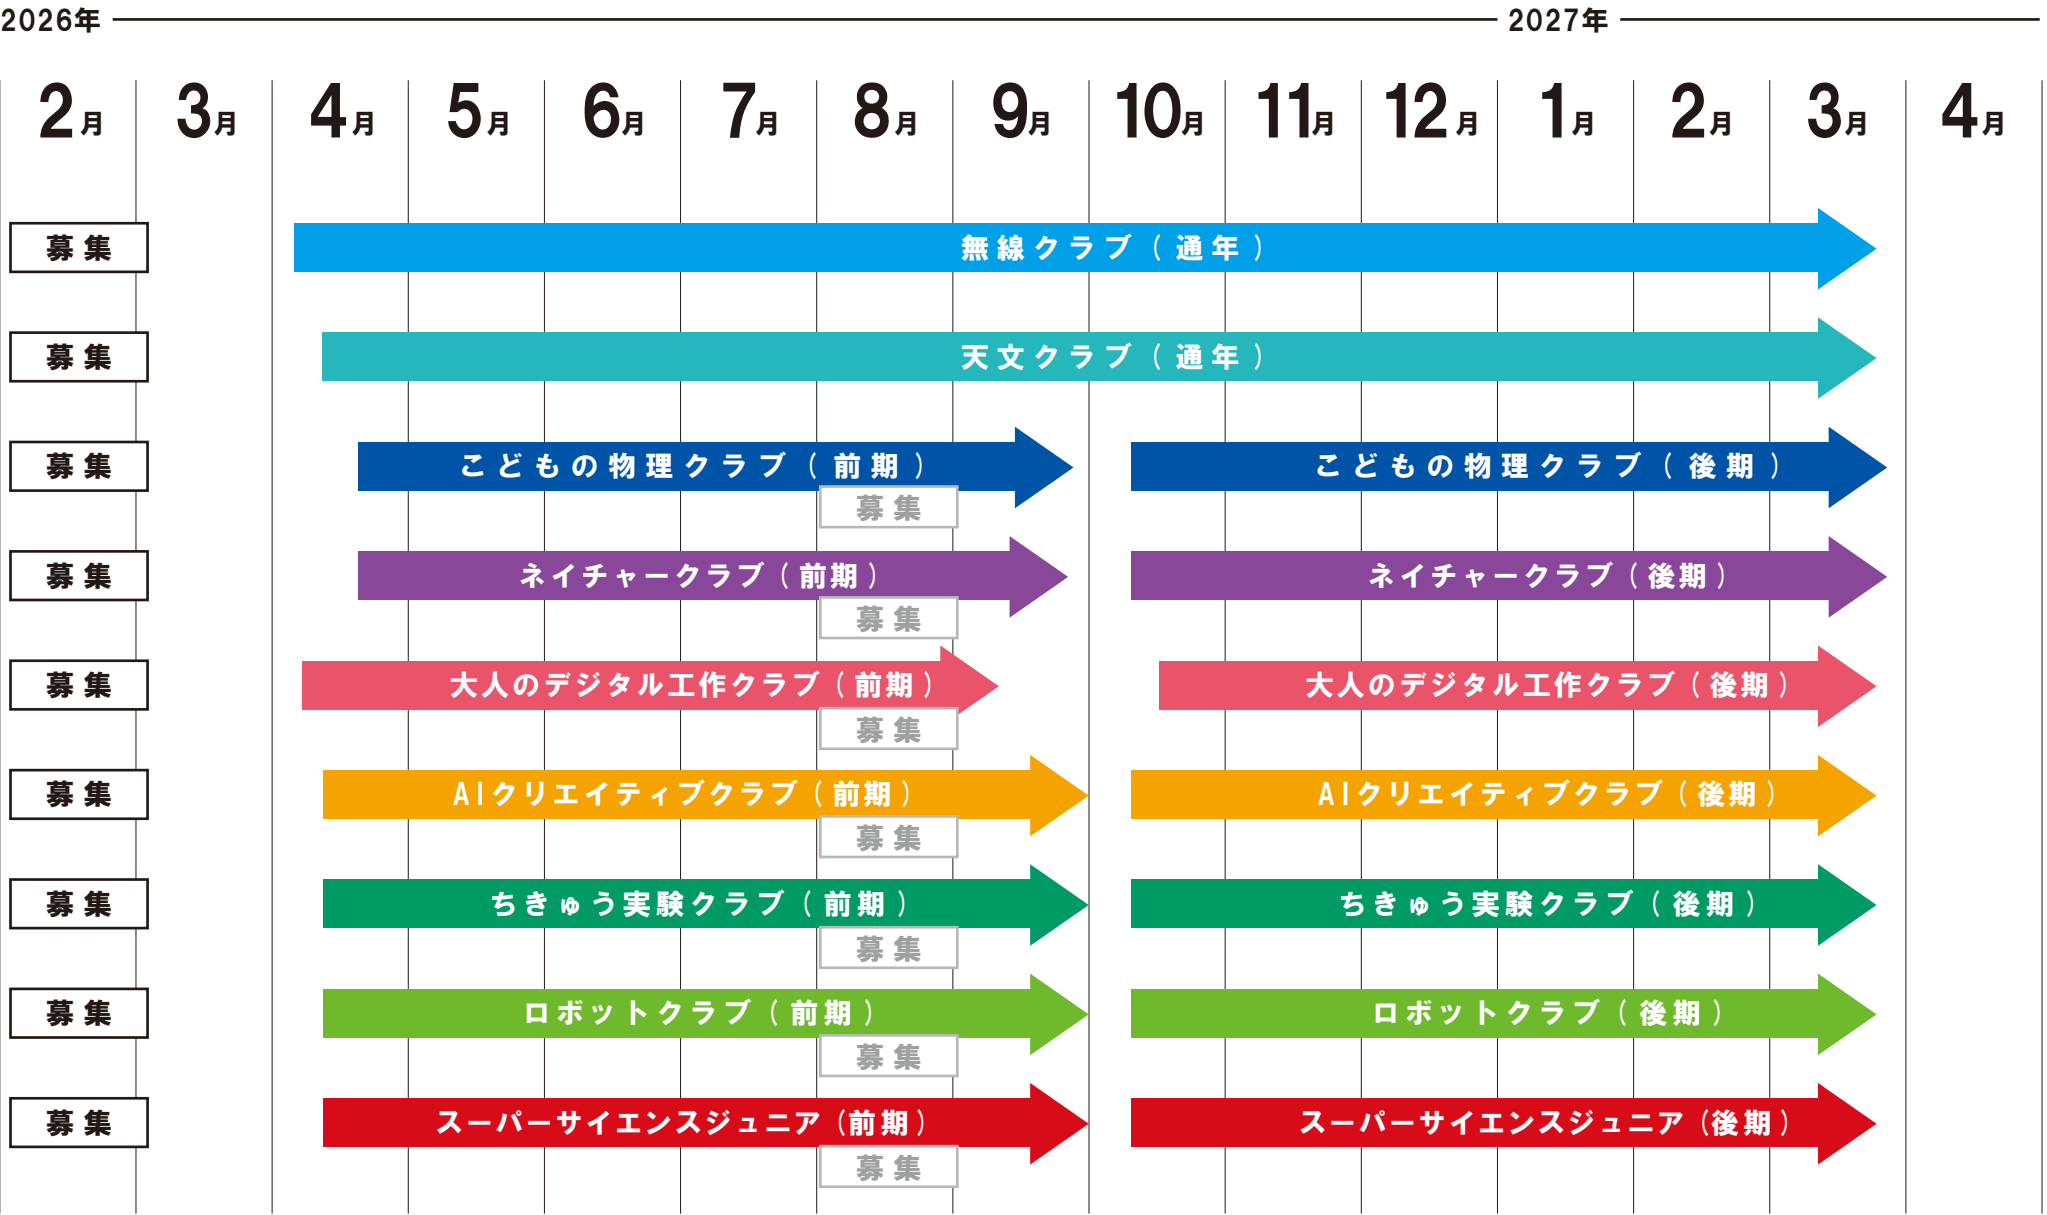 2026年 2027年
2月 3月 4月 5月 6月 7月 8月 9月 10月 11月 12月 1月 2月 3月 4月
募集 無線クラブ(通年)
募集 天文クラブ(通年)
募集 こどもの物理クラブ(前期) こどもの物理クラブ(後期)
募集
募集 ネイチャークラブ(前期) ネイチャークラブ(後期)
募集
募集 大人のデジタル工作クラブ(前期) 大人のデジタル工作クラブ(後期)
募集
募集 AIクリエイティブクラブ(前期) AIクリエイティブクラブ(後期)
募集
募集 ちきゅう実験クラブ(前期) ちきゅう実験クラブ(後期)
募集
募集 ロボットクラブ(前期) ロボットクラブ(後期)
募集
募集 スーパーサイエンスジュニア(前期) スーパーサイエンスジュニア(後期)
募集